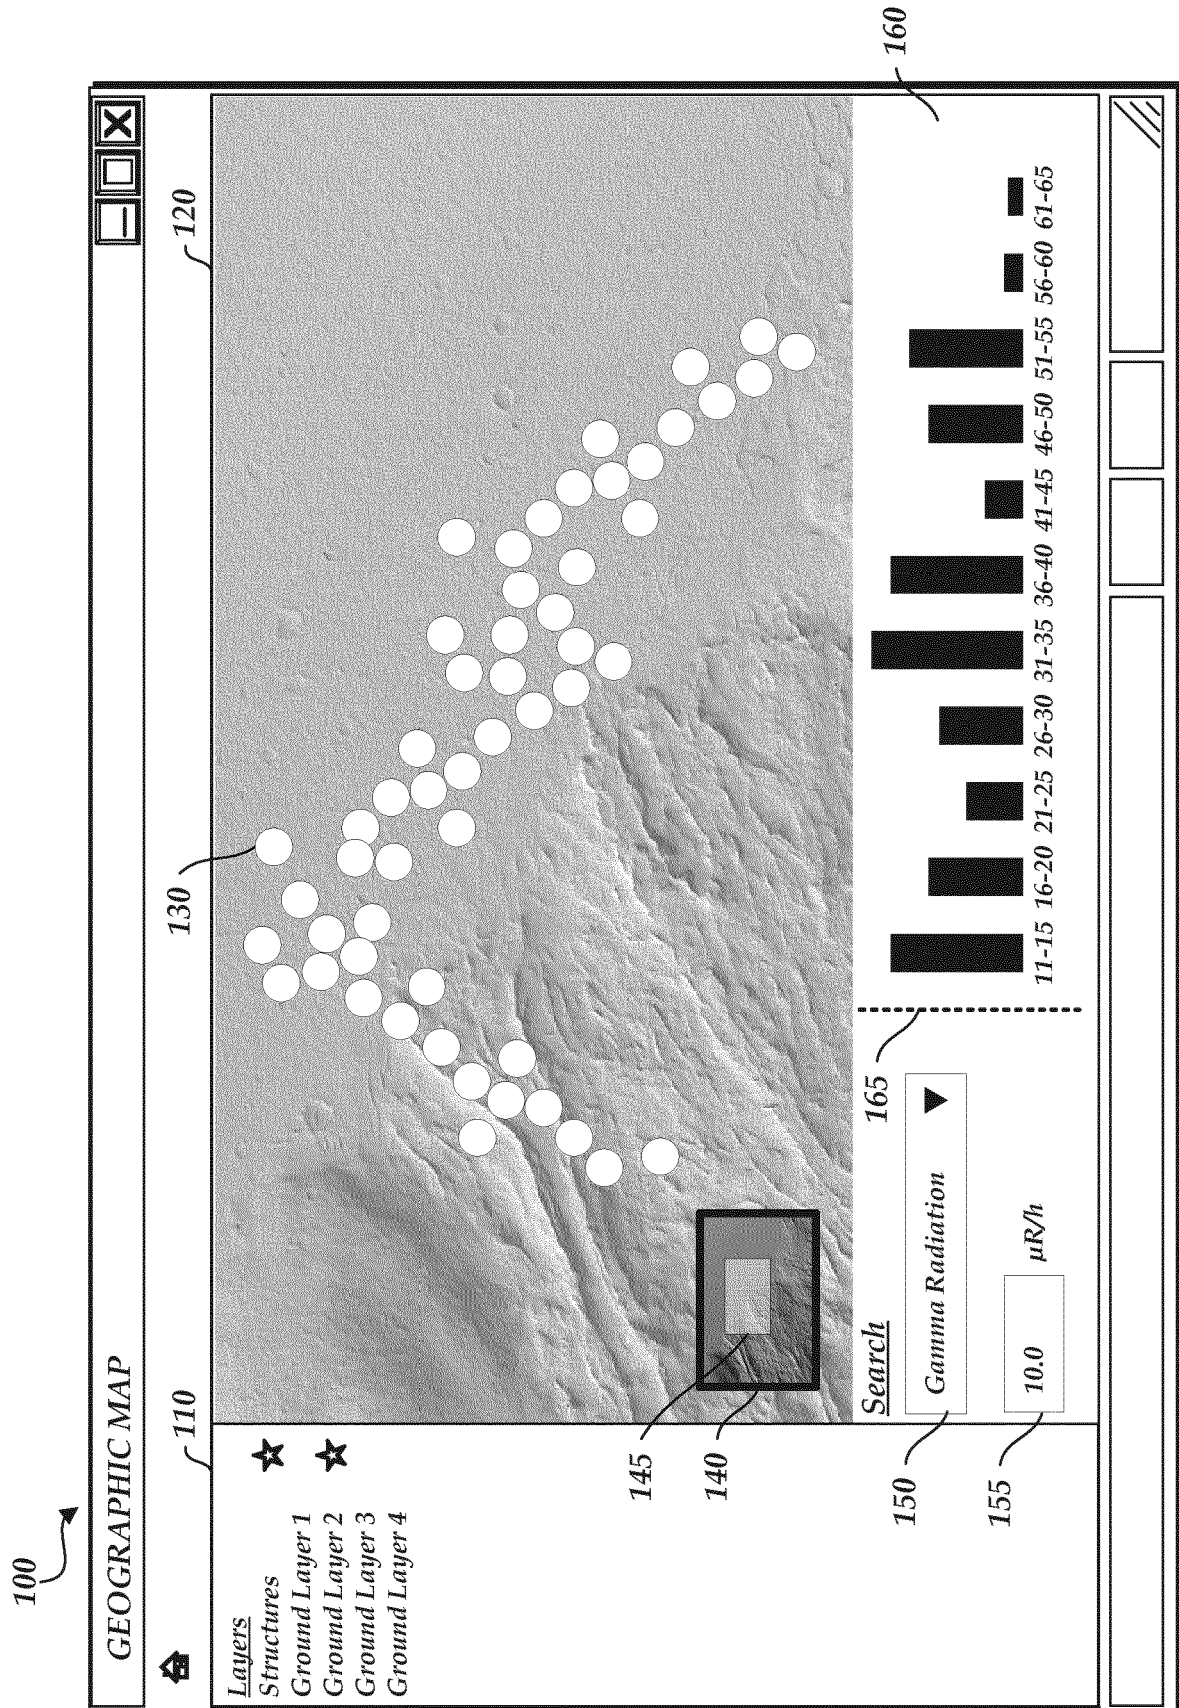 100
GEOGRAPHIC MAP
110
120
Layers
Structures
Ground Layer 1
Ground Layer 2
Ground Layer 3
Ground Layer 4
130
145
140
Search
150
Gamma Radiation
155
10.0 μR/h
165
160
11-15 16-20 21-25 26-30 31-35 36-40 41-45 46-50 51-55 56-60 61-65